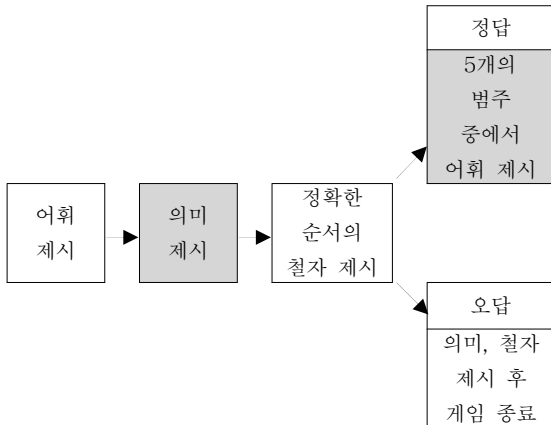 어휘
제시
의미
제시
정확한
순서의
철자 제시
정답
5개의
범주
중에서
어휘 제시
오답
의미, 철자
제시 후
게임 종료